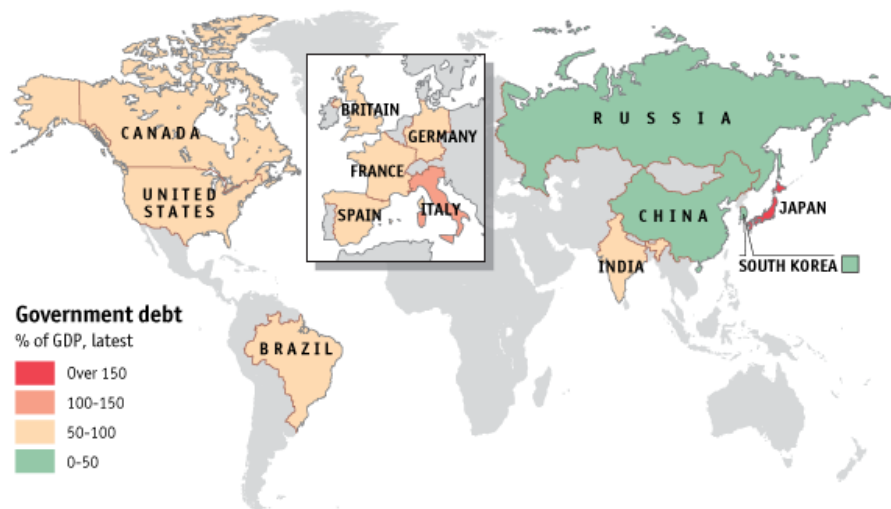 CANADA
UNITED
STATES
BRAZIL
BRITAIN
GERMANY
FRANCE
SPAIN
ITALY
RUSSIA
CHINA
JAPAN
SOUTH KOREA
INDIA
Government debt
% of GDP, latest
Over 150
100-150
50-100
0-50